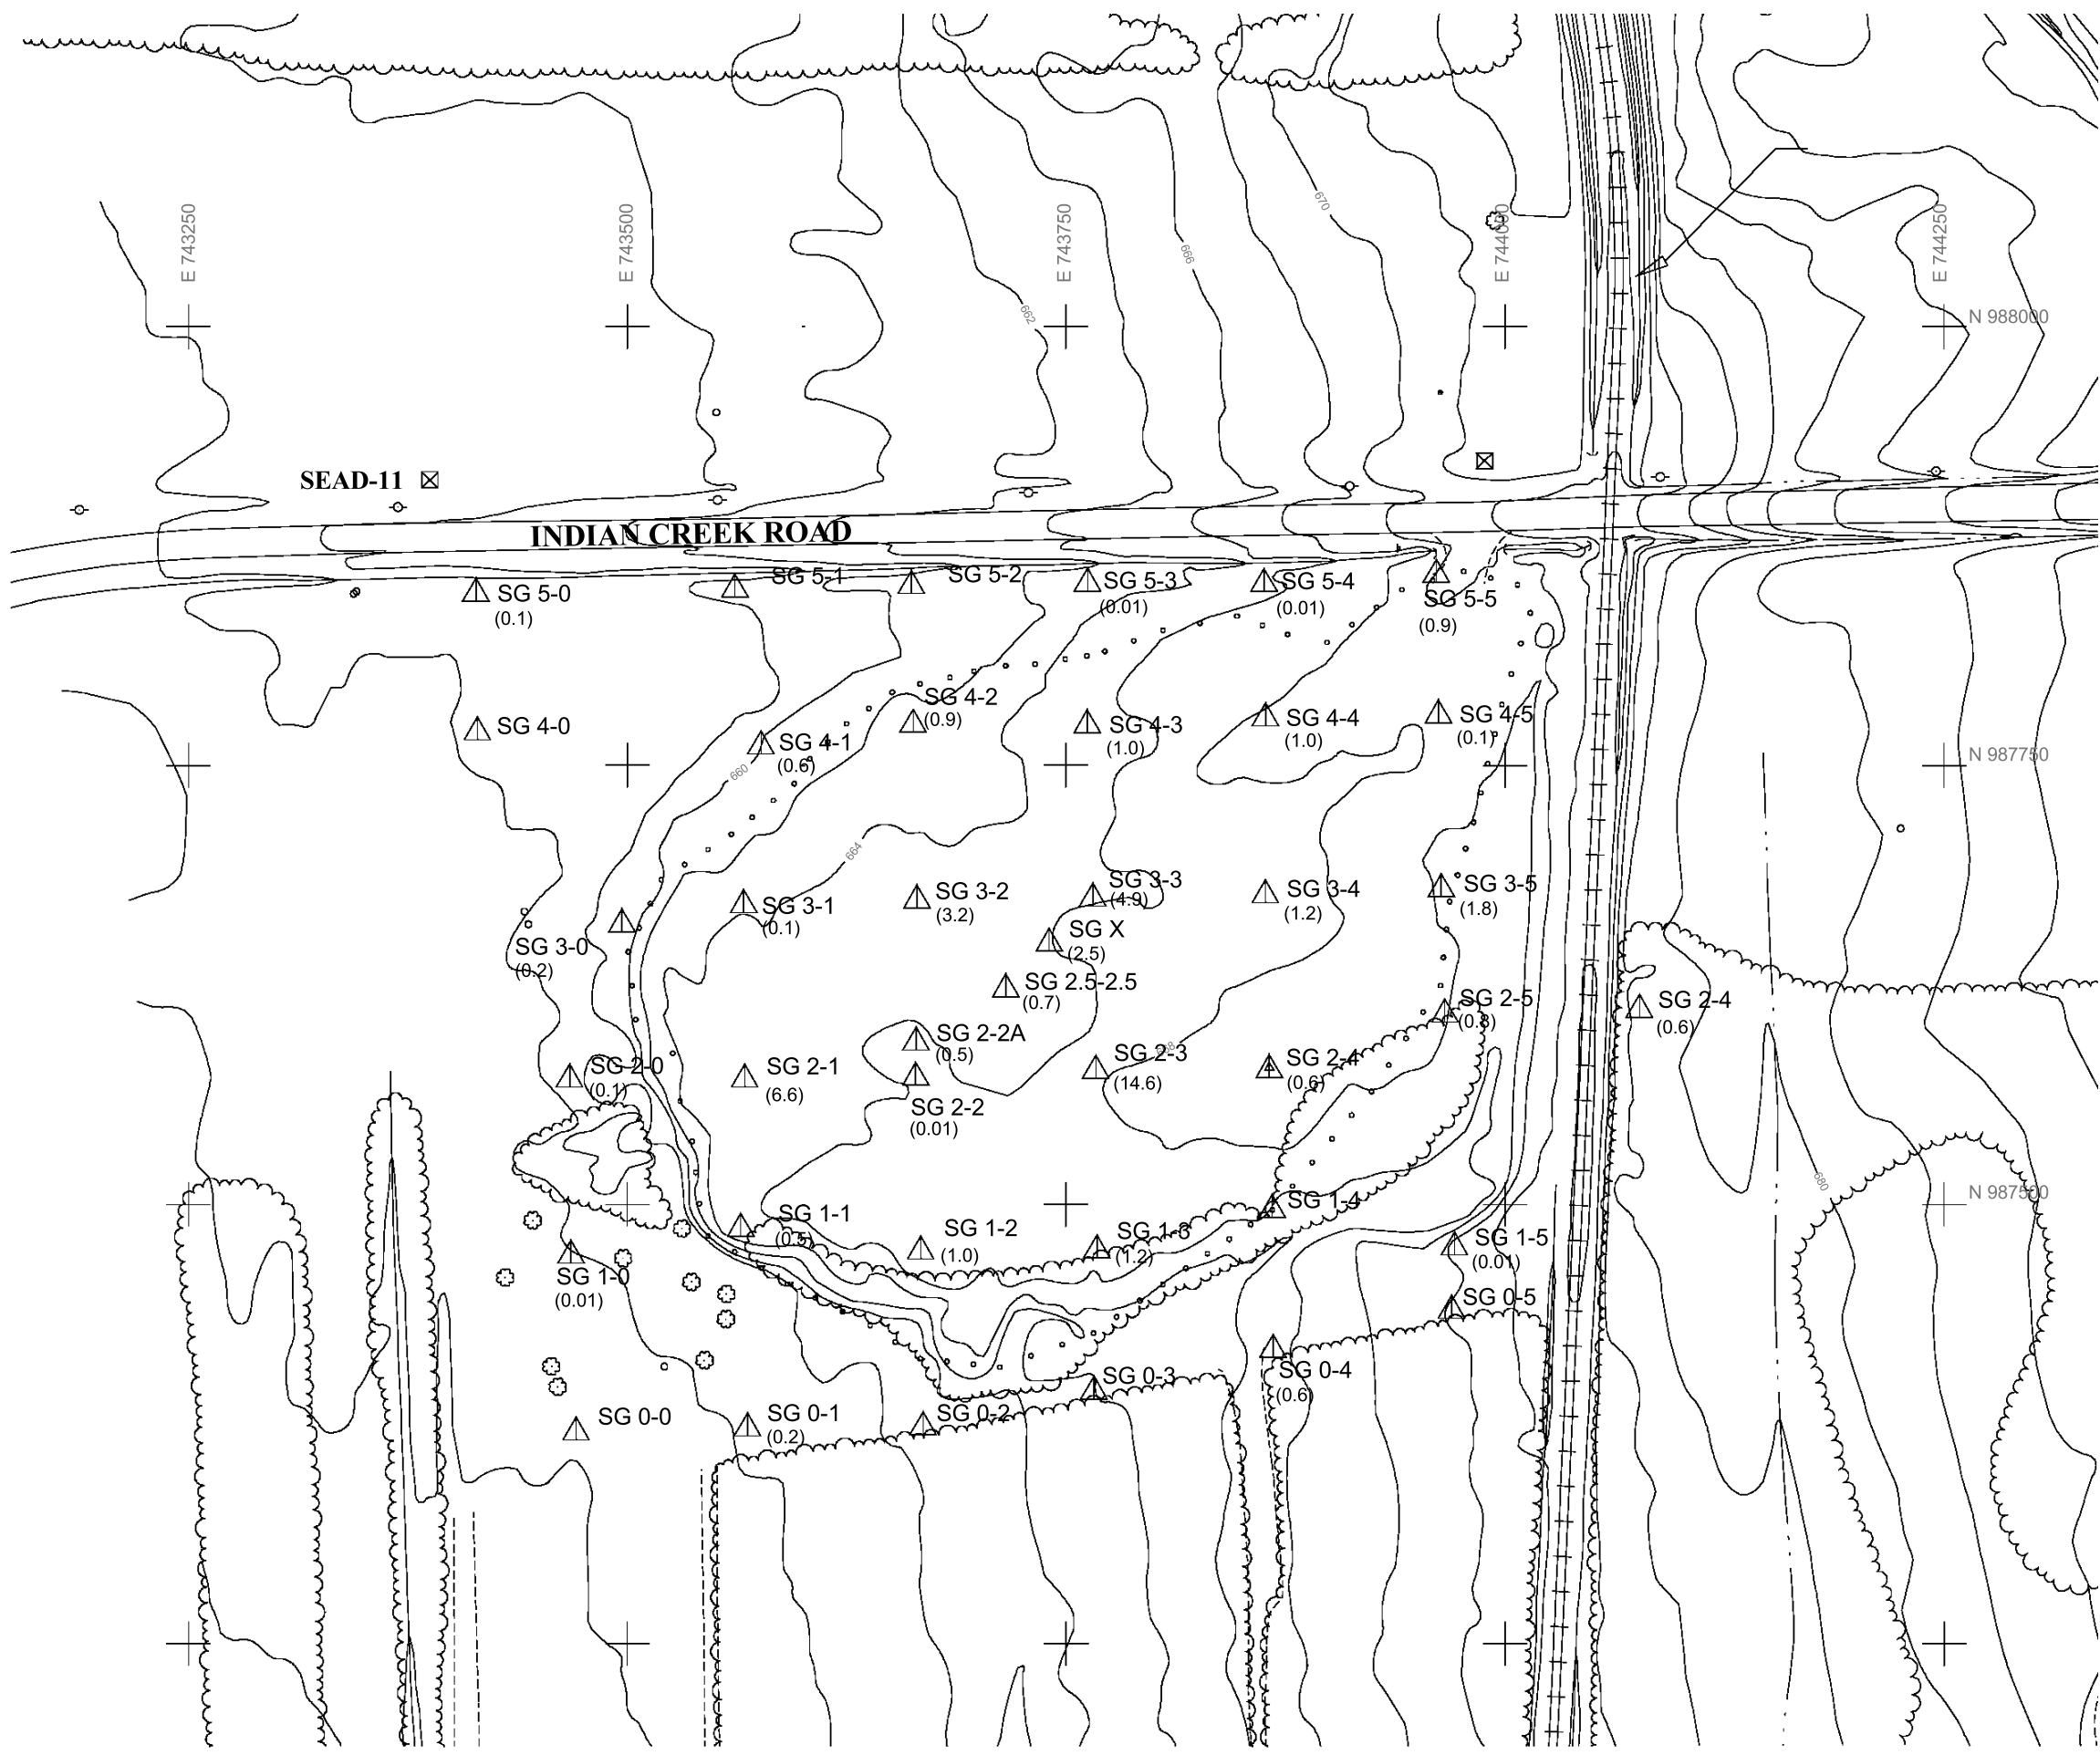 E 743250
E 743500
E 743750
E 744000
E 744250
670
666
662
N 988000
SEAD-11
INDIAN CREEK ROAD
SG 5-0
(0.1)
SG 5-1
SG 5-2
SG 5-3
(0.01)
SG 5-4
(0.01)
SG 5-5
(0.9)
SG 4-0
SG 4-1
(0.6)
SG 4-2
(0.9)
SG 4-3
(1.0)
SG 4-4
(1.0)
SG 4-5
(0.1)
N 987750
660
664
SG 3-0
(0.2)
SG 3-1
(0.1)
SG 3-2
(3.2)
SG 3-3
(4.9)
SG 3-4
(1.2)
SG 3-5
(1.8)
SG X
(2.5)
SG 2.5-2.5
(0.7)
SG 2-5
(0.8)
SG 2-4
(0.6)
SG 2-2A
(0.5)
SG 2-0
(0.1)
SG 2-1
(6.6)
SG 2-2
(0.01)
SG 2-3
(14.6)
668
SG 2-4
(0.6)
680
N 987500
SG 1-0
(0.01)
SG 1-1
(0.5)
SG 1-2
(1.0)
SG 1-3
(1.2)
SG 1-4
SG 1-5
(0.01)
SG 0-5
SG 0-4
(0.6)
SG 0-3
SG 0-0
SG 0-1
(0.2)
SG 0-2